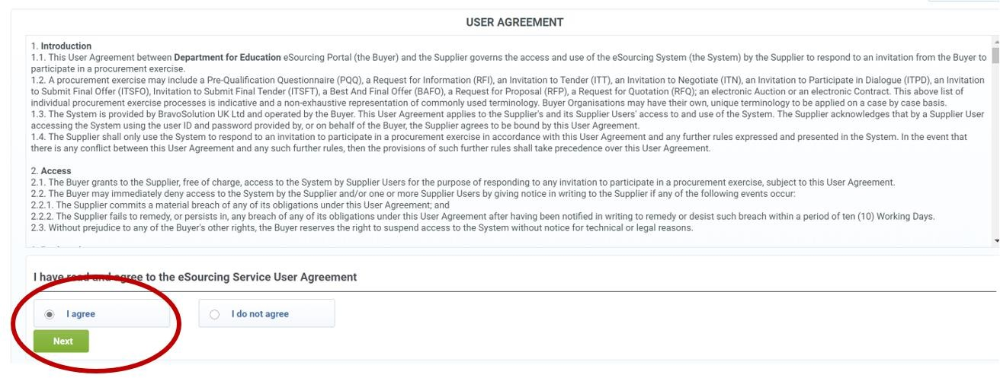 USER AGREEMENT
1. Introduction
1.1. This User Agreement between Department for Education eSourcing Portal (the Buyer) and the Supplier governs the access and use of the eSourcing System (the System) by the Supplier to respond to an invitation from the Buyer to
participate in a procurement exercise.
1.2. A procurement exercise may include a Pre-Qualification Questionnaire (PQQ), a Request for Information (RFI), an Invitation to Tender (ITT), an Invitation to Negotiate (ITN), an Invitation to Participate in Dialogue (ITPD), an Invitation
to Submit Final Offer (ITSFO), Invitation to Submit Final Tender (ITSFT), a Best And Final Offer (BAFO), a Request for Proposal (RFP), a Request for Quotation (RFQ); an electronic Auction or an electronic Contract. This above list of
individual procurement exercise processes is indicative and a non-exhaustive representation of commonly used terminology. Buyer Organisations may have their own, unique terminology to be applied on a case by case basis.
1.3. The System is provided by BravoSolution UK Ltd and operated by the Buyer. This User Agreement applies to the Supplier's and its Supplier Users' access to and use of the System. The Supplier acknowledges that by a Supplier User
accessing the System using the user ID and password provided by, or on behalf of the Buyer, the Supplier agrees to be bound by this User Agreement.
1.4. The Supplier shall only use the System to respond to an invitation to participate in a procurement exercise in accordance with this User Agreement and any further rules expressed and presented in the System. In the event that
there is any conflict between this User Agreement and any such further rules, then the provisions of such further rules shall take precedence over this User Agreement.
2. Access
2.1. The Buyer grants to the Supplier, free of charge, access to the System by Supplier Users for the purpose of responding to any invitation to participate in a procurement exercise, subject to this User Agreement.
2.2. The Buyer may immediately deny access to the System by the Supplier and/or one or more Supplier Users by giving notice in writing to the Supplier if any of the following events occur:
2.2.1. The Supplier commits a material breach of any of its obligations under this User Agreement; and
2.2.2. The Supplier fails to remedy, or persists in, any breach of any of its obligations under this User Agreement after having been notified in writing to remedy or desist such breach within a period of ten (10) Working Days.
2.3. Without prejudice to any of the Buyer's other rights, the Buyer reserves the right to suspend access to the System without notice for technical or legal reasons.
I have read and agree to the eSourcing Service User Agreement
I agree
I do not agree
Next